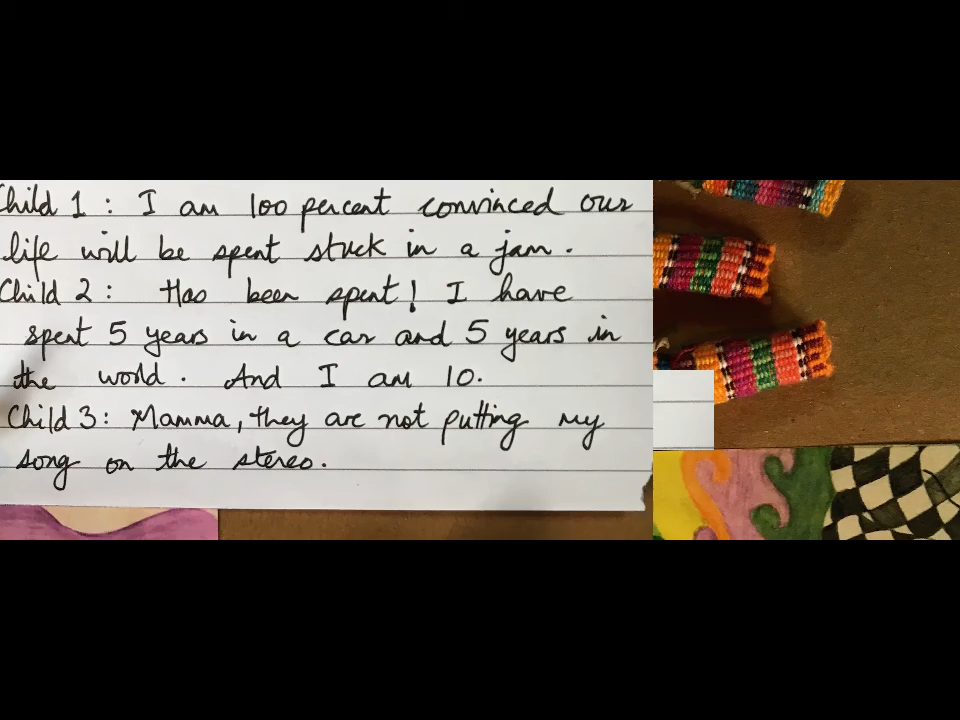 Child 1: I am 100 percent convinced our
life will be spent stuck in a jam.
Child 2: Has been spent! I have
spent 5 years in a car and 5 years in
the world. And I am 10.
Child 3: Mamma, they are not putting my
song on the stereo.